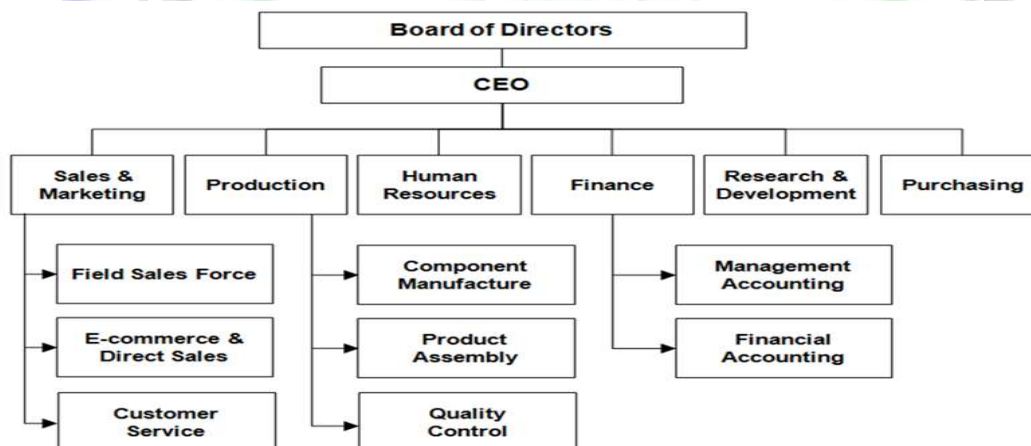 Board of Directors
CEO
Sales &
Marketing
Production
Human
Resources
Finance
Research &
Development
Purchasing
Field Sales Force
Component
Manufacture
Management
Accounting
E-commerce &
Direct Sales
Product
Assembly
Financial
Accounting
Customer
Service
Quality
Control